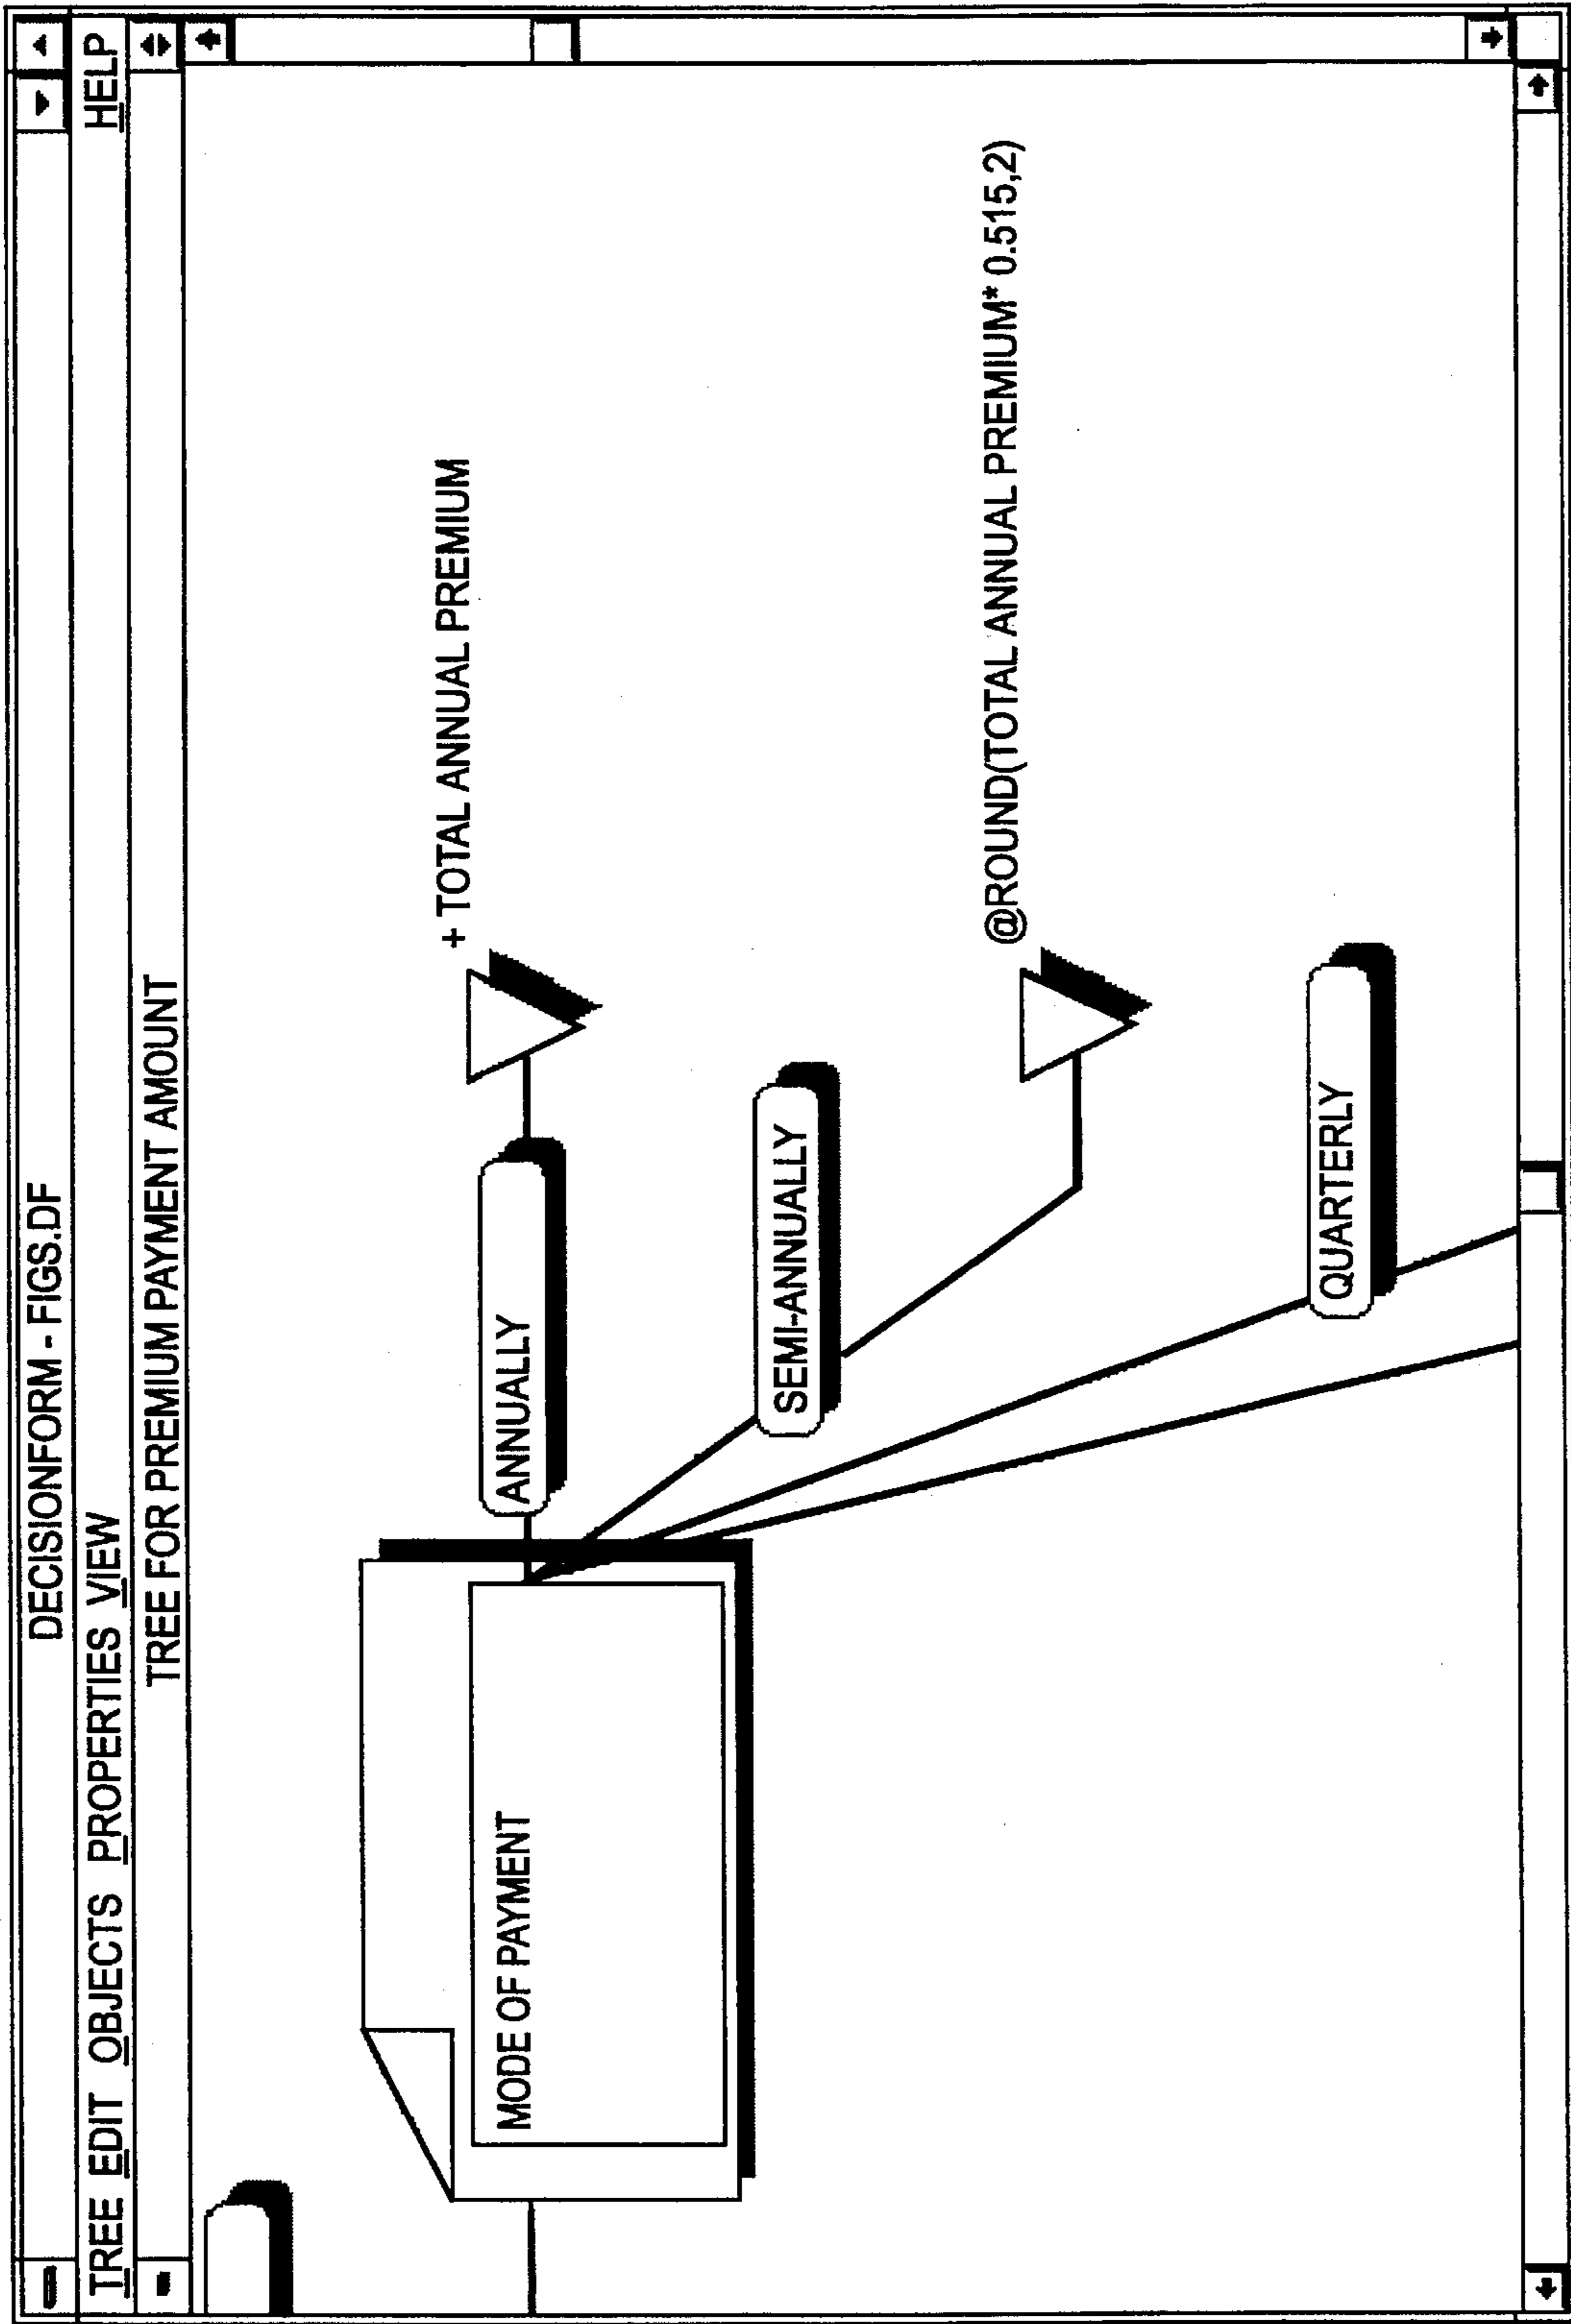 DECISIONFORM - FIGS.DF
TREE EDIT OBJECTS PROPERTIES VIEW HELP
TREE FOR PREMIUM PAYMENT AMOUNT
+ TOTAL ANNUAL PREMIUM
ANNUALLY
MODE OF PAYMENT
SEMI-ANNUALLY
@ROUND(TOTAL ANNUAL PREMIUM* 0.515,2)
QUARTERLY